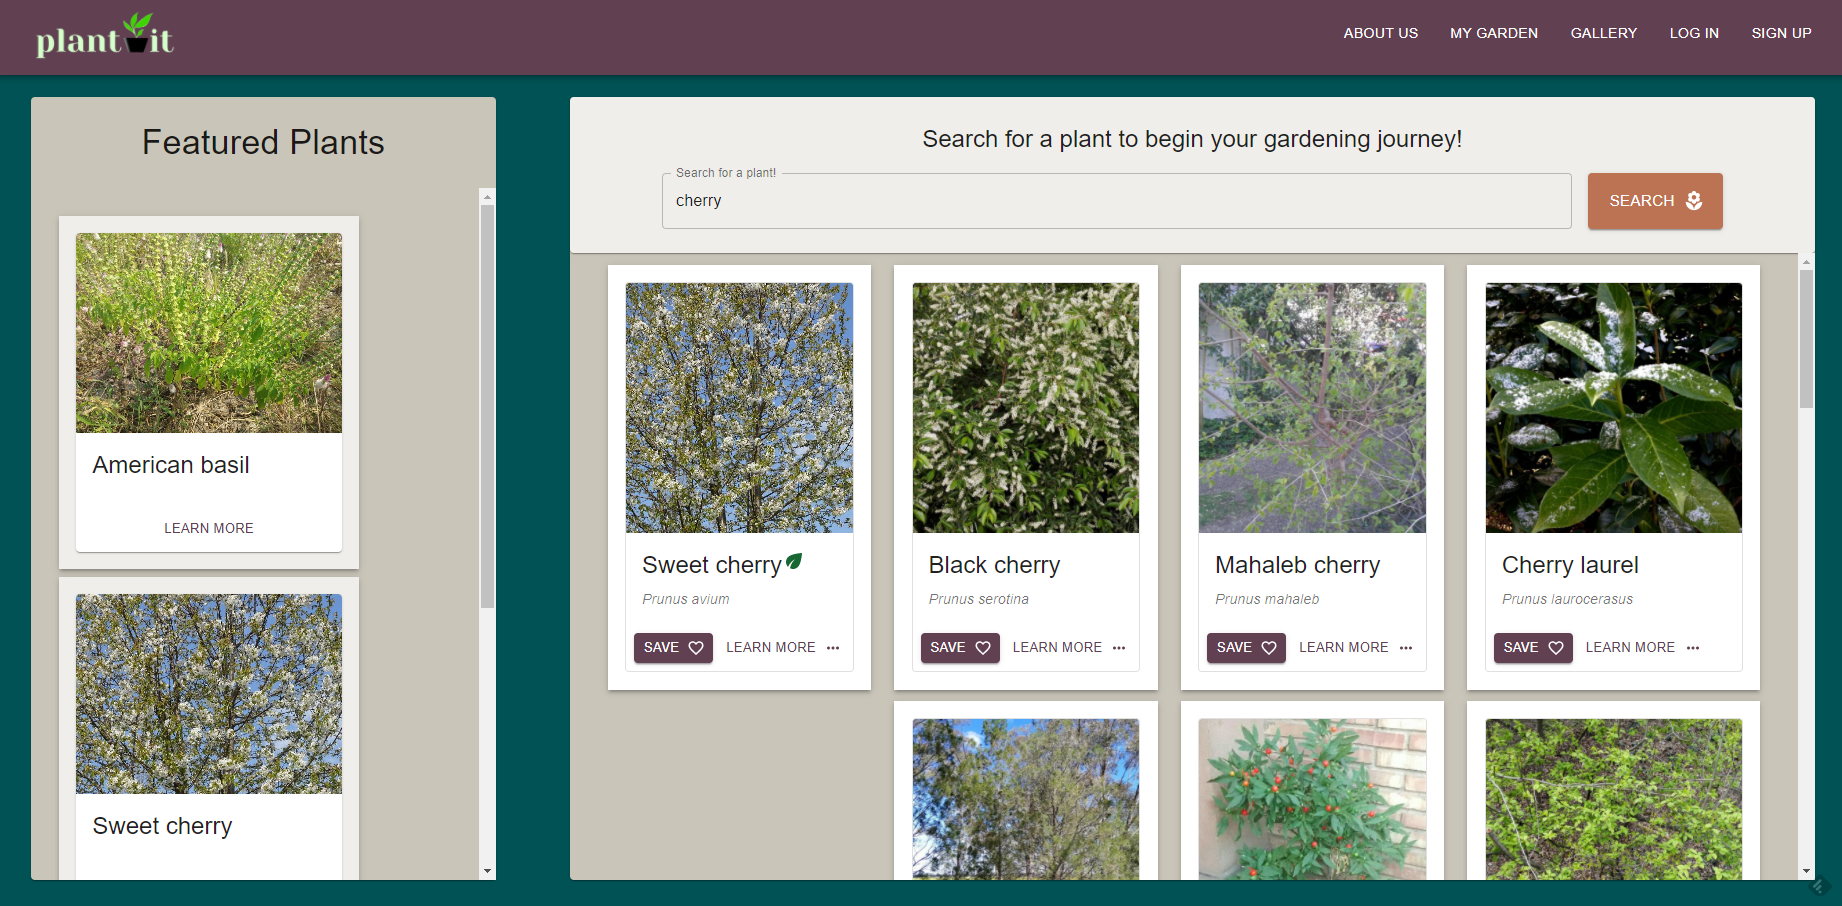 plant it
ABOUT US
MY GARDEN
GALLERY
LOG IN
SIGN UP
Featured Plants
American basil
LEARN MORE
Sweet cherry
Search for a plant to begin your gardening journey!
Search for a plant!
cherry
SEARCH
Sweet cherry
Prunus avium
SAVE
LEARN MORE ···
Black cherry
Prunus serotina
SAVE
LEARN MORE ···
Mahaleb cherry
Prunus mahaleb
SAVE
LEARN MORE ···
Cherry laurel
Prunus laurocerasus
SAVE
LEARN MORE ···